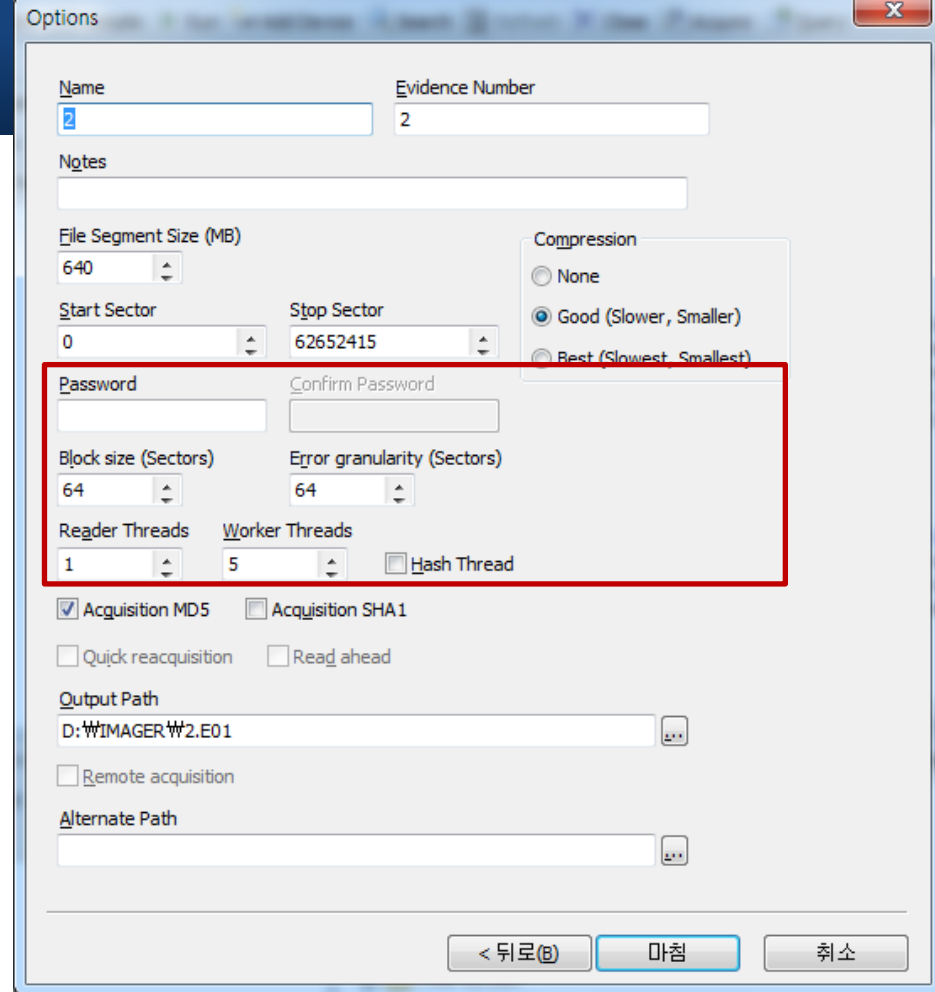 Options
Name Evidence Number
2 2
Notes
File Segment Size (MB) Compression
640 None
Start Sector Stop Sector Good (Slower, Smaller)
0 62652415 Best (Slowest, Smallest)
Password Confirm Password
Block size (Sectors) Error granularity (Sectors)
64 64
Reader Threads Worker Threads
1 5 Hash Thread
Acquisition MD5 Acquisition SHA1
Quick reacquisition Read ahead
Output Path
D:₩IMAGER₩2.E01 ...
Remote acquisition
Alternate Path
...
< 뒤로(B) 마침 취소